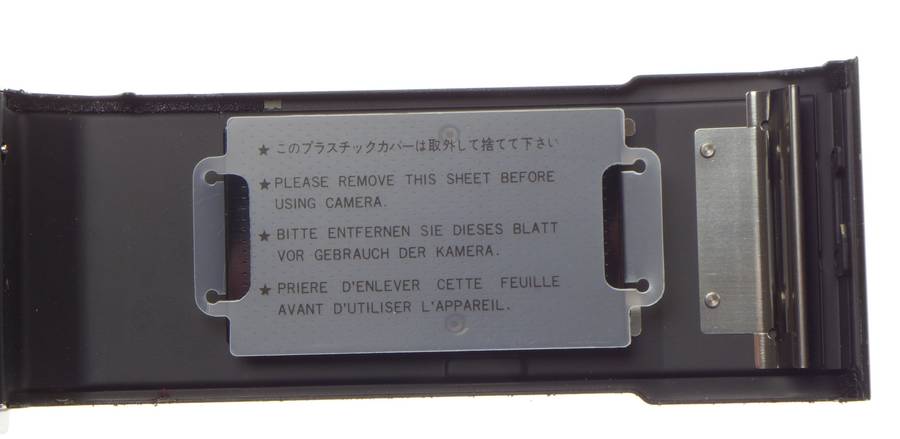 ★ このプラスチックカバーは取外して捨てて下さい
★ PLEASE REMOVE THIS SHEET BEFORE
USING CAMERA.
★ BITTE ENTFERNEN SIE DIESES BLATT
VOR GEBRAUCH DER KAMERA.
★ PRIERE D'ENLEVER CETTE FEUILLE
AVANT D'UTILISER L'APPAREIL.